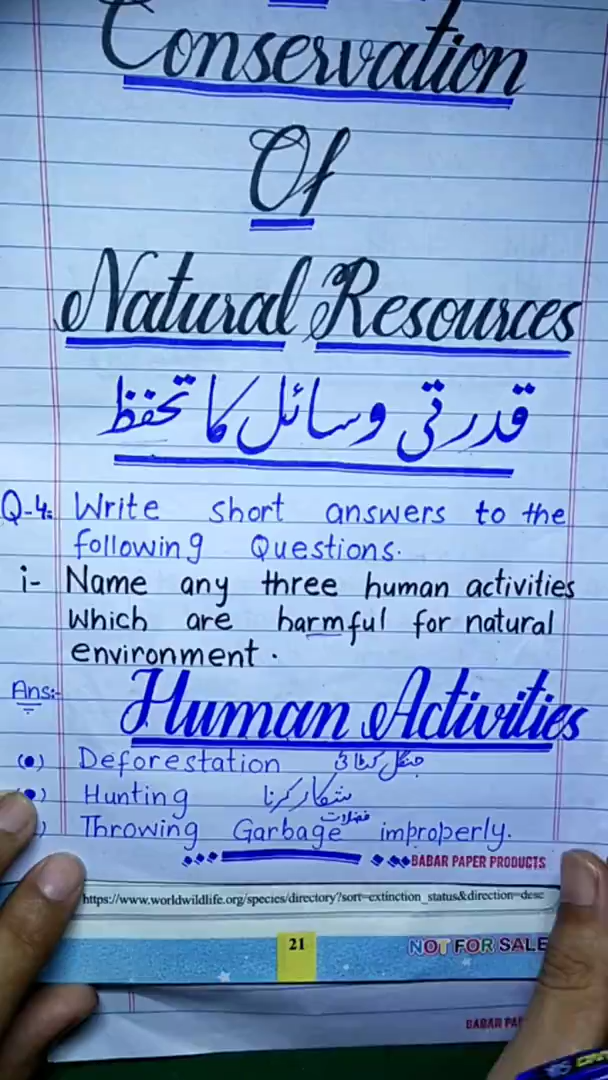 Conservation
Of
Natural Resources
قدرتی وسائل کا تحفظ
Q-4: Write short answers to the
following Questions.
i- Name any three human activities
which are harmful for natural
environment.
Ans:-
Human Activities
(•) Deforestation جنگل کی کٹائی
(•) Hunting شکار کرنا
) Throwing Garbage فضلات improperly.
BABAR PAPER PRODUCTS
https://www.worldwildlife.org/species/directory?sort=extinction_status&direction=desc
21
NOT FOR SALE
BABAR PA